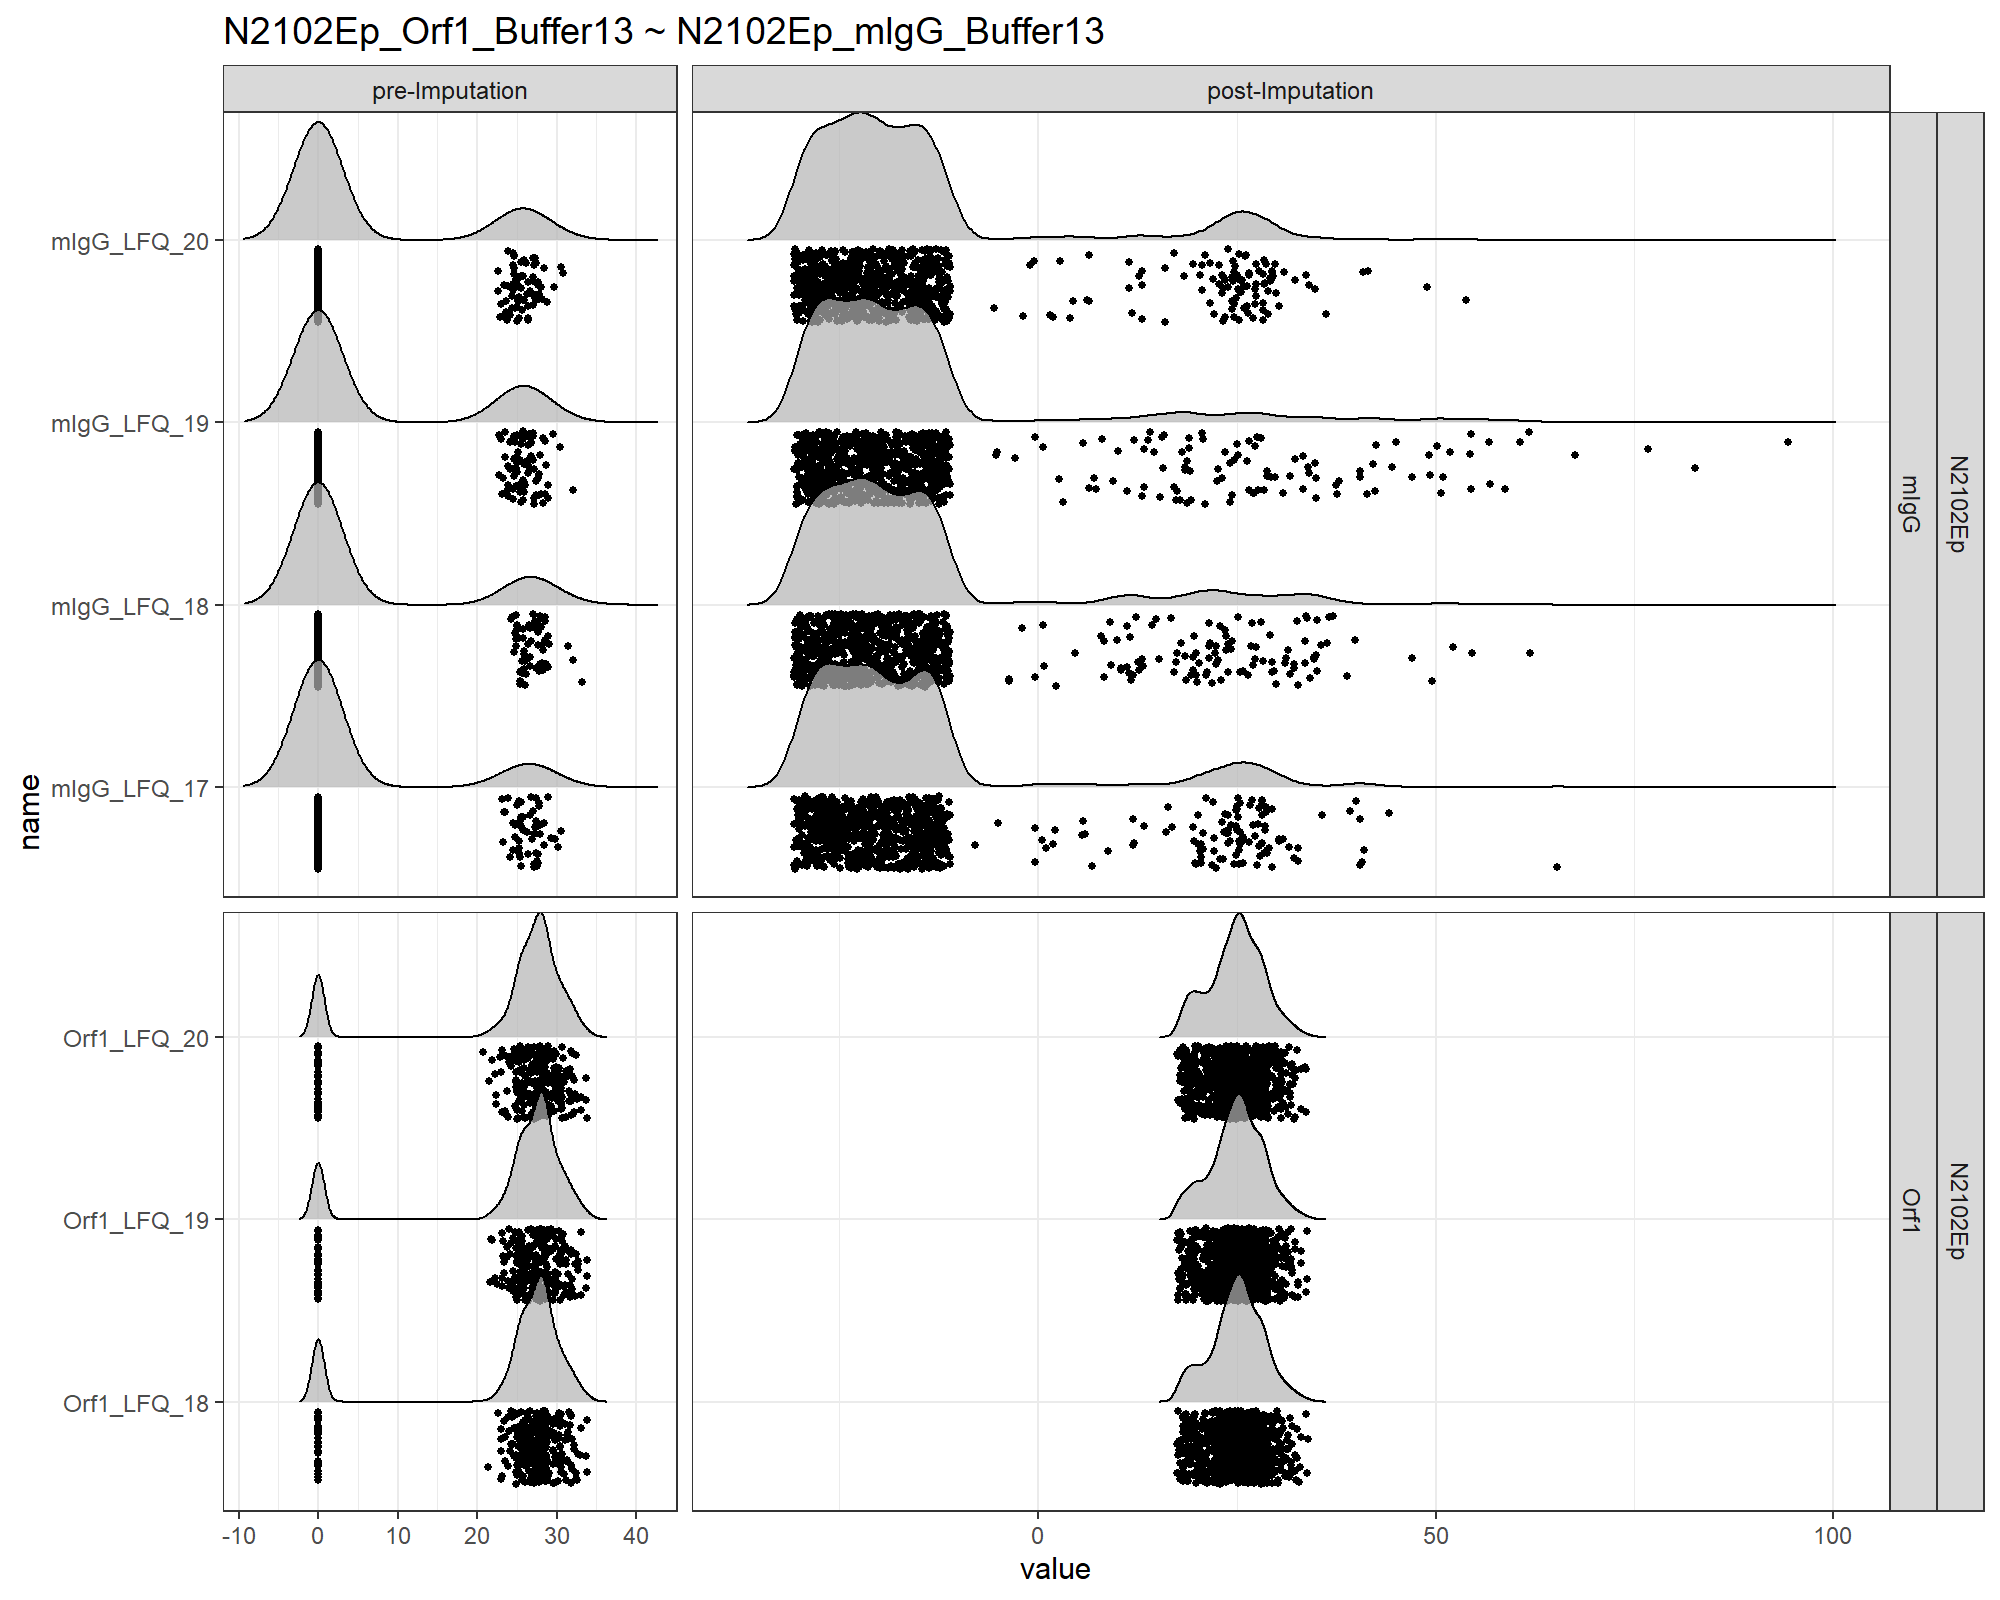 N2102Ep_Orf1_Buffer13 ~ N2102Ep_mIgG_Buffer13
pre-Imputation
post-Imputation
name
mIgG_LFQ_20
mIgG_LFQ_19
mIgG_LFQ_18
mIgG_LFQ_17
mIgG
N2102Ep
Orf1_LFQ_20
Orf1_LFQ_19
Orf1_LFQ_18
Orf1
N2102Ep
-10 0 10 20 30 40
0 50 100
value